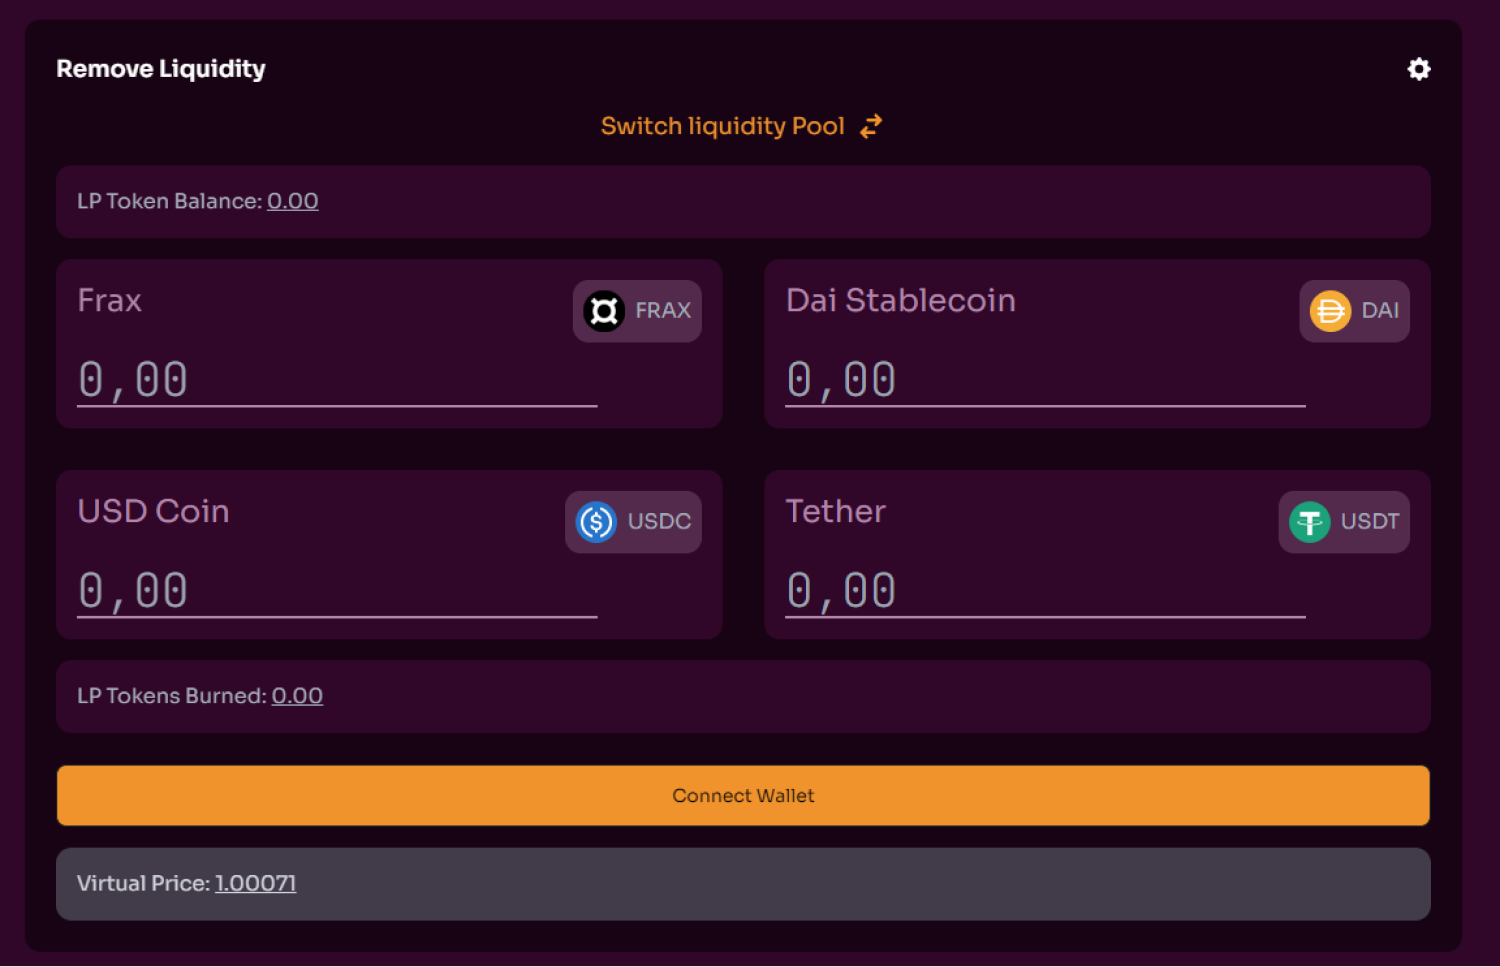 Remove Liquidity
Switch liquidity Pool
LP Token Balance: 0.00
Frax
FRAX
0,00
Dai Stablecoin
DAI
0,00
USD Coin
USDC
0,00
Tether
USDT
0,00
LP Tokens Burned: 0.00
Connect Wallet
Virtual Price: 1.00071